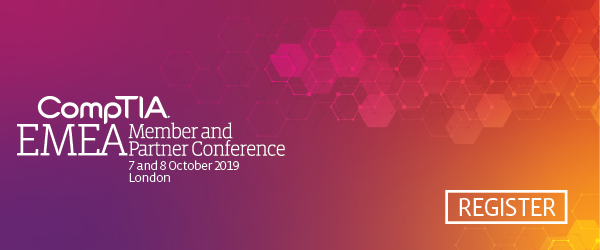 CompTIA.
EMEA Member and
Partner Conference
7 and 8 October 2019
London
REGISTER